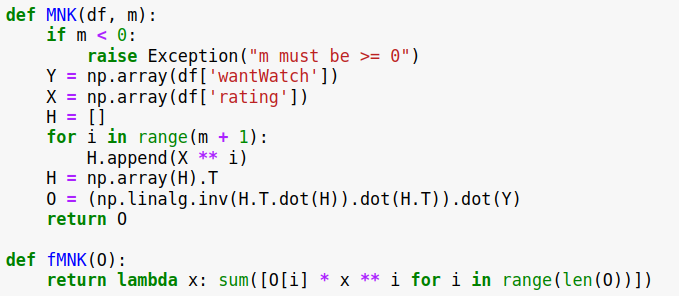 def MNK(df, m):
    if m < 0:
        raise Exception("m must be >= 0")
    Y = np.array(df['wantWatch'])
    X = np.array(df['rating'])
    H = []
    for i in range(m + 1):
        H.append(X ** i)
    H = np.array(H).T
    O = (np.linalg.inv(H.T.dot(H)).dot(H.T)).dot(Y)
    return O

def fMNK(O):
    return lambda x: sum([O[i] * x ** i for i in range(len(O))])